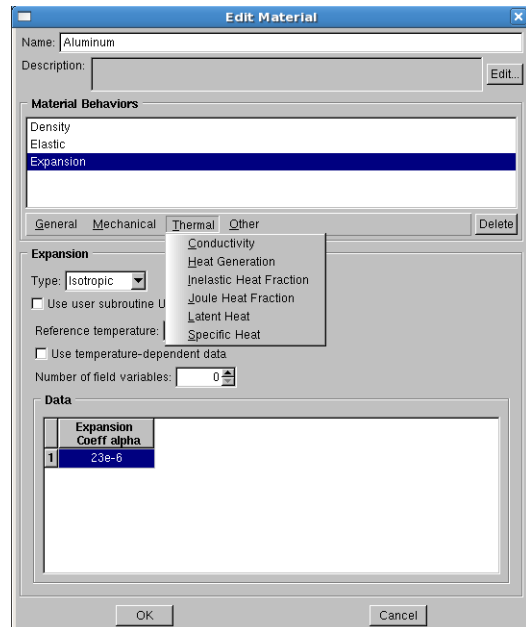 Edit Material
Name: Aluminum
Description:
Edit...
Material Behaviors
Density
Elastic
Expansion
General Mechanical Thermal Other Delete
Conductivity
Heat Generation
Inelastic Heat Fraction
Joule Heat Fraction
Latent Heat
Specific Heat
Expansion
Type: Isotropic
Use user subroutine U
Reference temperature:
Use temperature-dependent data
Number of field variables: 0
Data
Expansion
Coeff alpha
1 23e-6
OK Cancel